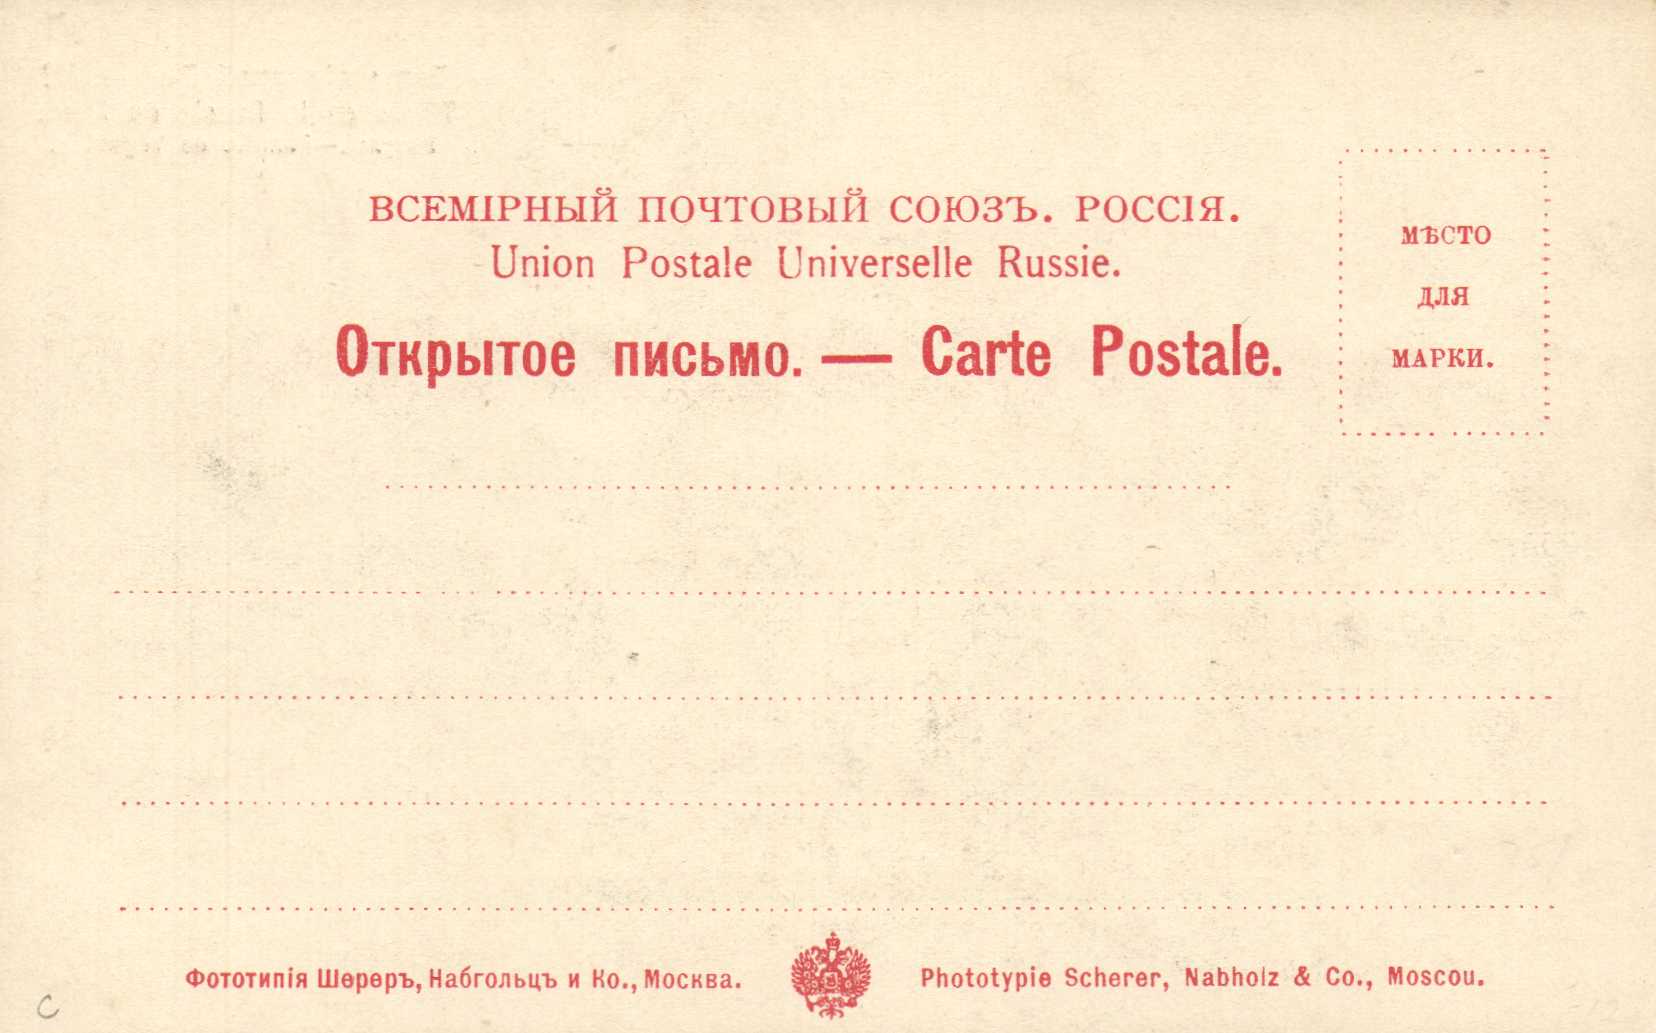 ВСЕМІРНЫЙ ПОЧТОВЫЙ СОЮЗЪ. РОССІЯ.
Union Postale Universelle Russie.
Открытое письмо. — Carte Postale.
МѢСТО
ДЛЯ
МАРКИ.
Фототипія Шереръ, Набгольцъ и Ко., Москва.
Phototypie Scherer, Nabholz & Co., Moscou.
C